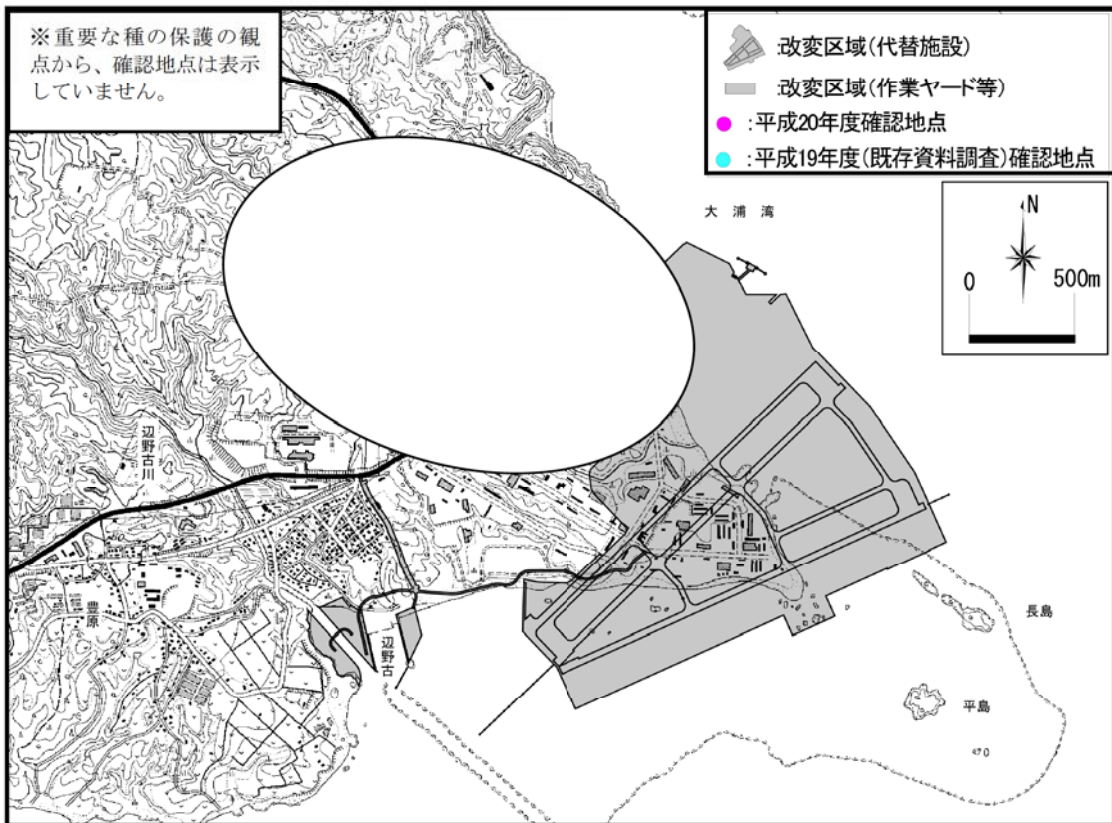 ※重要な種の保護の観
点から、確認地点は表示
していません。
:改変区域(代替施設)
:改変区域(作業ヤード等)
:平成20年度確認地点
:平成19年度(既存資料調査)確認地点
大浦湾
N
0 500m
辺野古川
豊原
辺野古
長島
平島